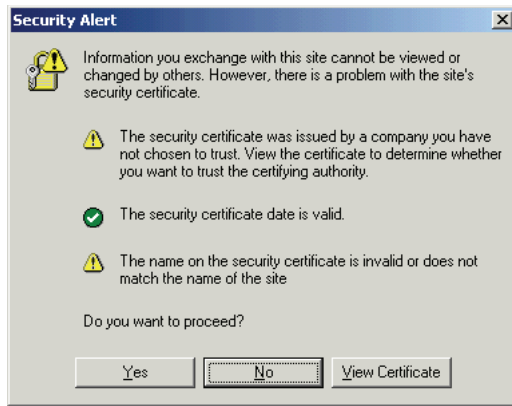 Security Alert
Information you exchange with this site cannot be viewed or
changed by others. However, there is a problem with the site's
security certificate.
The security certificate was issued by a company you have
not chosen to trust. View the certificate to determine whether
you want to trust the certifying authority.
The security certificate date is valid.
The name on the security certificate is invalid or does not
match the name of the site
Do you want to proceed?
Yes No View Certificate